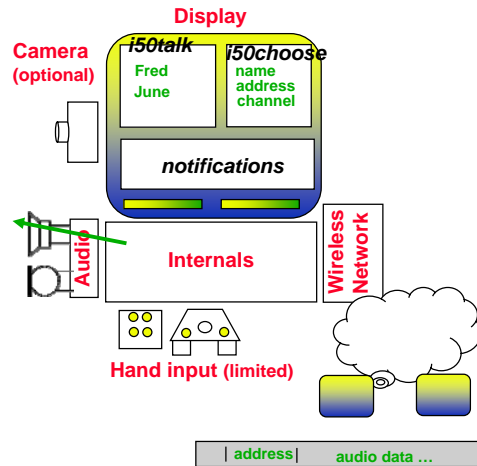 Display
Camera
(optional)
i50talk
Fred
June
i50choose
name
address
channel
notifications
Audio
Internals
Wireless
Network
Hand input (limited)
| address | audio data ...